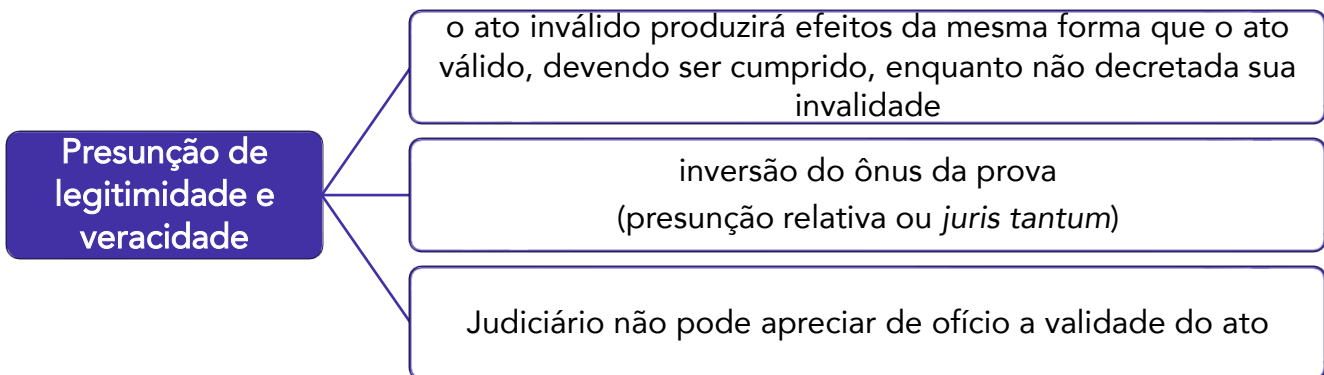 Presunção de
legitimidade e
veracidade
o ato inválido produzirá efeitos da mesma forma que o ato
válido, devendo ser cumprido, enquanto não decretada sua
invalidade
inversão do ônus da prova
(presunção relativa ou juris tantum)
Judiciário não pode apreciar de ofício a validade do ato